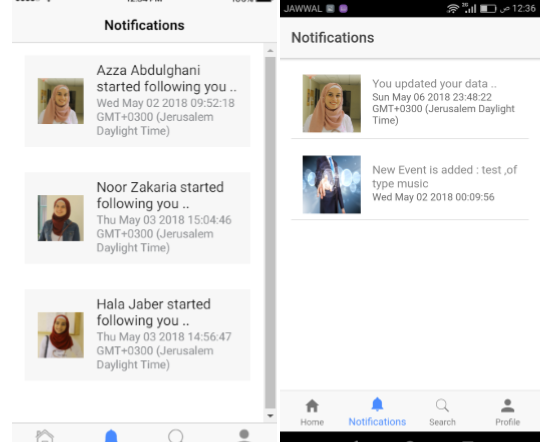 Notifications
Azza Abdulghani
started following you ..
Wed May 02 2018 09:52:18
GMT+0300 (Jerusalem
Daylight Time)
Noor Zakaria started
following you ..
Thu May 03 2018 15:04:46
GMT+0300 (Jerusalem
Daylight Time)
Hala Jaber started
following you ..
Thu May 03 2018 14:56:47
GMT+0300 (Jerusalem
Daylight Time)
JAWWAL
12:36 ص
Notifications
You updated your data ..
Sun May 06 2018 23:48:22
GMT+0300 (Jerusalem Daylight
Time)
New Event is added : test ,of
type music
Wed May 02 2018 00:09:56
Home Notifications Search Profile